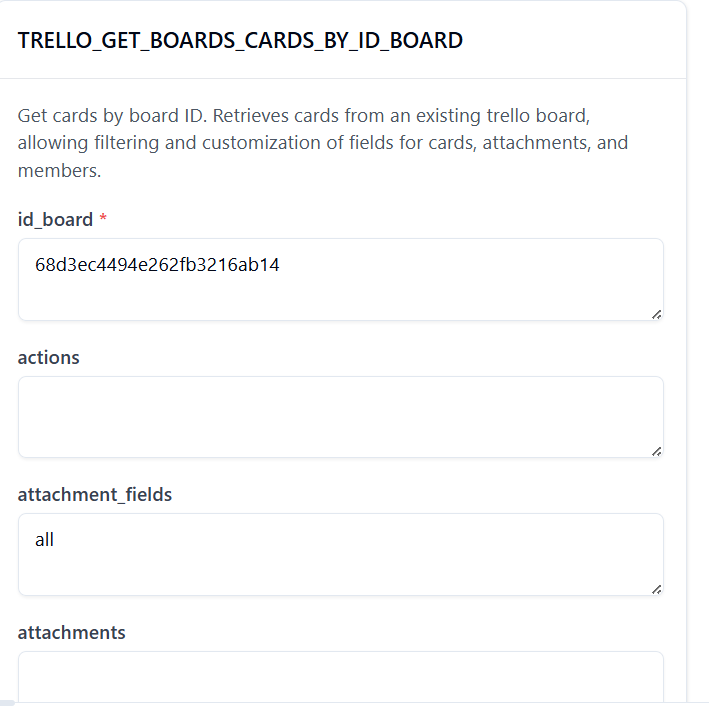 TRELLO_GET_BOARDS_CARDS_BY_ID_BOARD
Get cards by board ID. Retrieves cards from an existing trello board,
allowing filtering and customization of fields for cards, attachments, and
members.
id_board *
68d3ec4494e262fb3216ab14
actions
attachment_fields
all
attachments